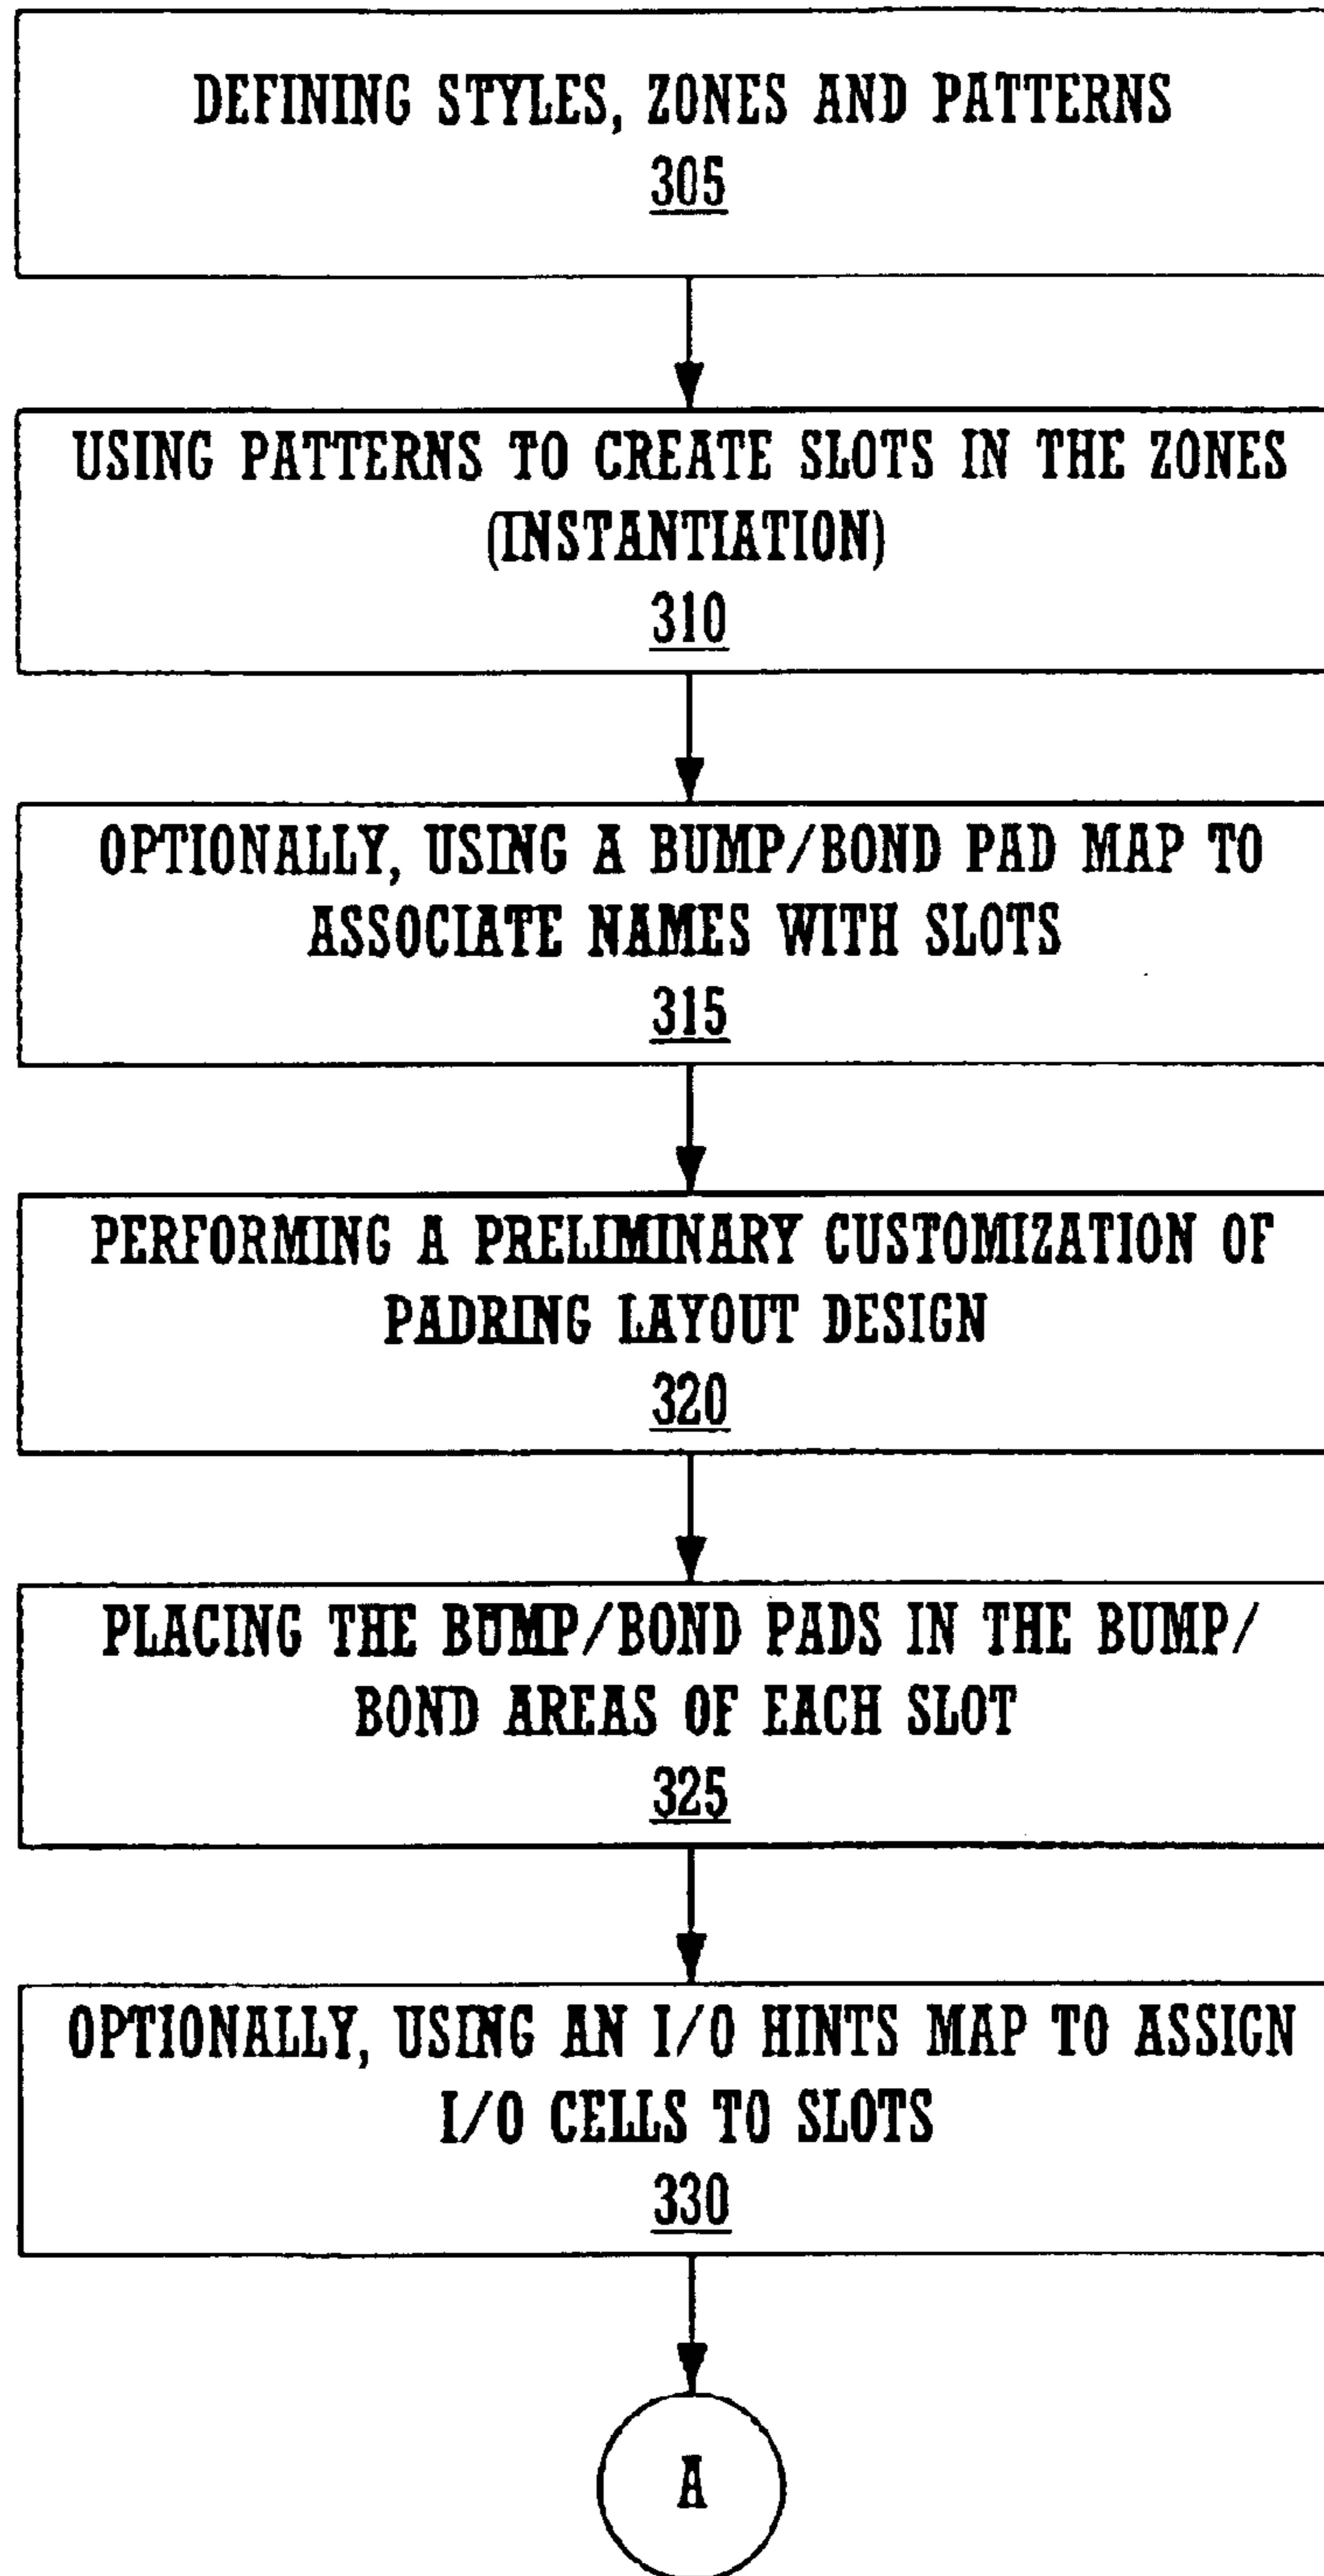 DEFINING STYLES, ZONES AND PATTERNS
305
USING PATTERNS TO CREATE SLOTS IN THE ZONES
(INSTANTIATION)
310
OPTIONALLY, USING A BUMP/BOND PAD MAP TO
ASSOCIATE NAMES WITH SLOTS
315
PERFORMING A PRELIMINARY CUSTOMIZATION OF
PADRING LAYOUT DESIGN
320
PLACING THE BUMP/BOND PADS IN THE BUMP/
BOND AREAS OF EACH SLOT
325
OPTIONALLY, USING AN I/O HINTS MAP TO ASSIGN
I/O CELLS TO SLOTS
330
A